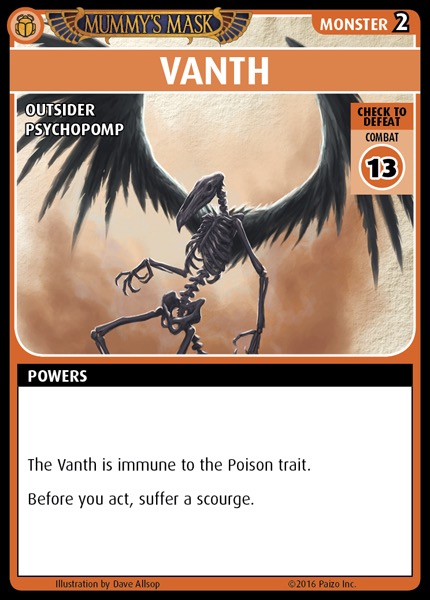 MUMMY'S MASK
MONSTER 2
VANTH
OUTSIDER
PSYCHOPOMP
CHECK TO
DEFEAT
COMBAT
13
POWERS
The Vanth is immune to the Poison trait.
Before you act, suffer a scourge.
Illustration by Dave Allsop ©2016 Paizo Inc.